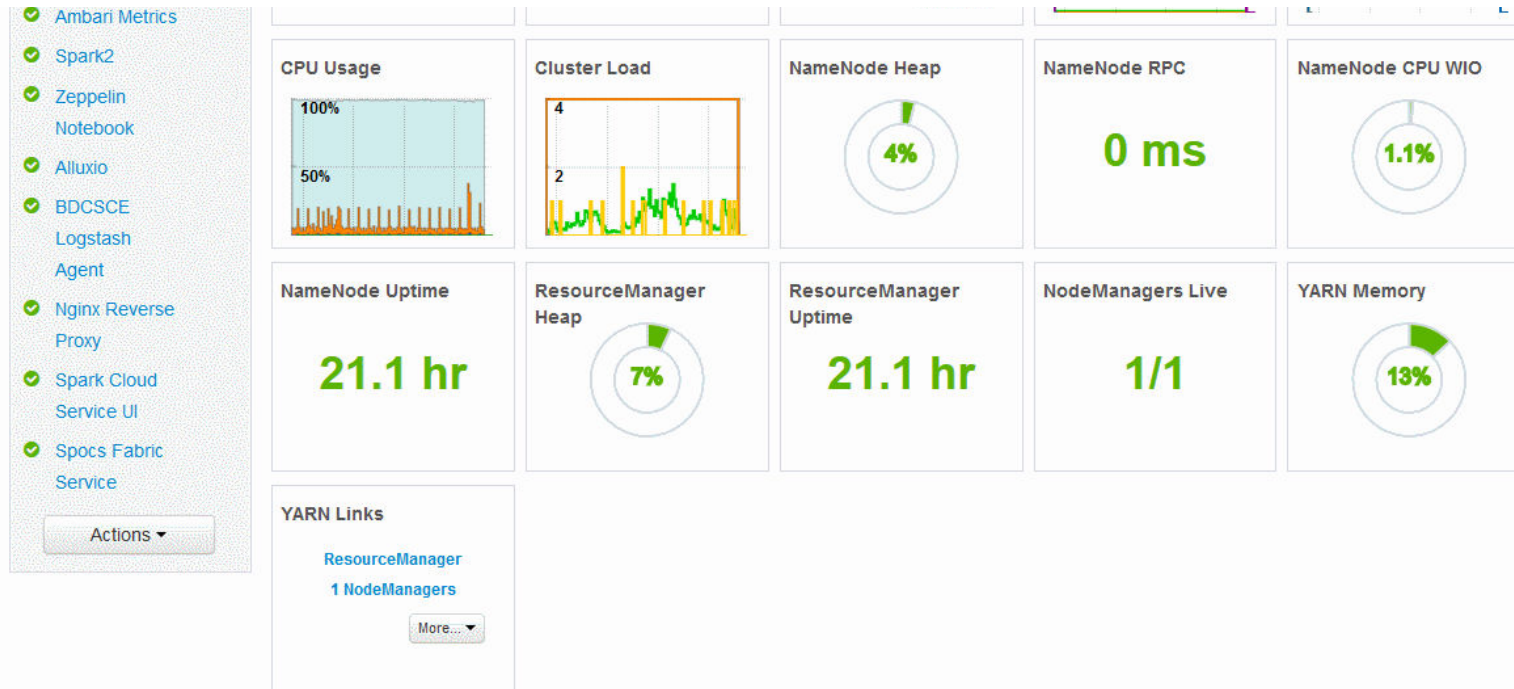 Ambari Metrics
Spark2
Zeppelin
Notebook
Alluxio
BDCSCE
Logstash
Agent
Nginx Reverse
Proxy
Spark Cloud
Service UI
Spocs Fabric
Service
Actions
CPU Usage
100%
50%
Cluster Load
4
2
NameNode Heap
4%
NameNode RPC
0 ms
NameNode CPU WIO
1.1%
NameNode Uptime
21.1 hr
ResourceManager
Heap
7%
ResourceManager
Uptime
21.1 hr
NodeManagers Live
1/1
YARN Memory
13%
YARN Links
ResourceManager
1 NodeManagers
More...